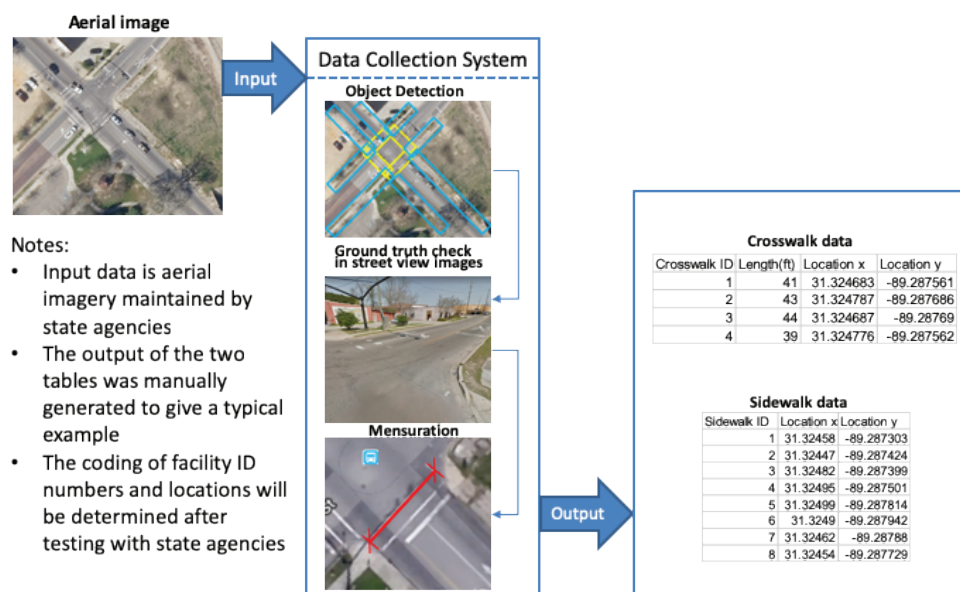 Aerial image
Input
Data Collection System
Object Detection
Ground truth check
in street view images
Mensuration
Notes:
• Input data is aerial
imagery maintained by
state agencies
• The output of the two
tables was manually
generated to give a typical
example
• The coding of facility ID
numbers and locations will
be determined after
testing with state agencies
Output
Crosswalk data
Crosswalk ID Length(ft) Location x Location y
1 41 31.324683 -89.287561
2 43 31.324787 -89.287686
3 44 31.324687 -89.28769
4 39 31.324776 -89.287562
Sidewalk data
Sidewalk ID Location x Location y
1 31.32458 -89.287303
2 31.32447 -89.287424
3 31.32482 -89.287399
4 31.32495 -89.287501
5 31.32499 -89.287814
6 31.3249 -89.287942
7 31.32462 -89.28788
8 31.32454 -89.287729